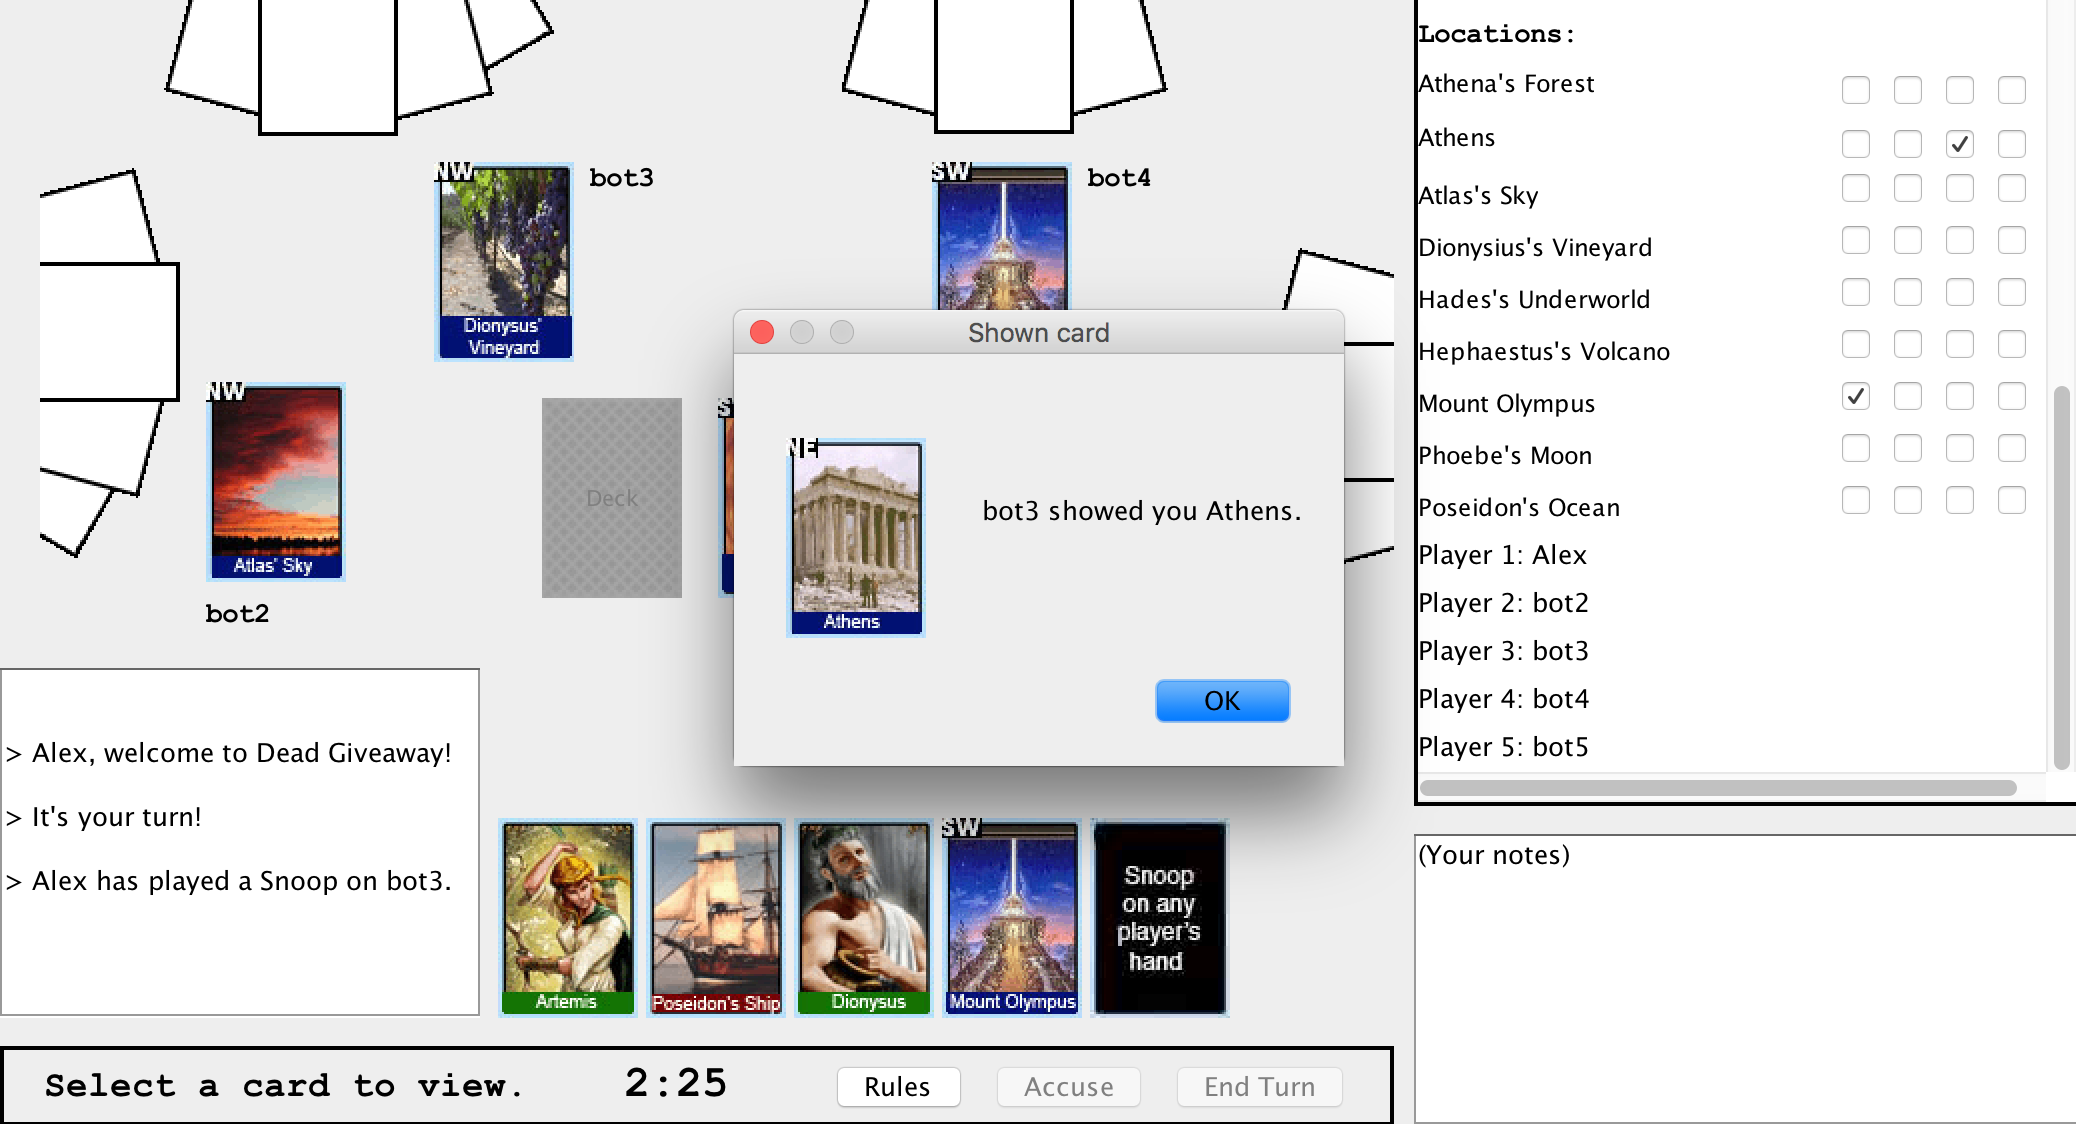 NW
bot3
Dionysus'
Vineyard
SW
bot4
NW
Atlas' Sky
bot2
Deck
Shown card
NE
Athens
bot3 showed you Athens.
OK
> Alex, welcome to Dead Giveaway!
> It's your turn!
> Alex has played a Snoop on bot3.
Artemis
Poseidon's Ship
Dionysus
SW
Mount Olympus
Snoop
on any
player's
hand
Select a card to view.
2:25
Rules
Accuse
End Turn
Locations:
Athena's Forest
Athens
Atlas's Sky
Dionysius's Vineyard
Hades's Underworld
Hephaestus's Volcano
Mount Olympus
Phoebe's Moon
Poseidon's Ocean
Player 1: Alex
Player 2: bot2
Player 3: bot3
Player 4: bot4
Player 5: bot5
(Your notes)